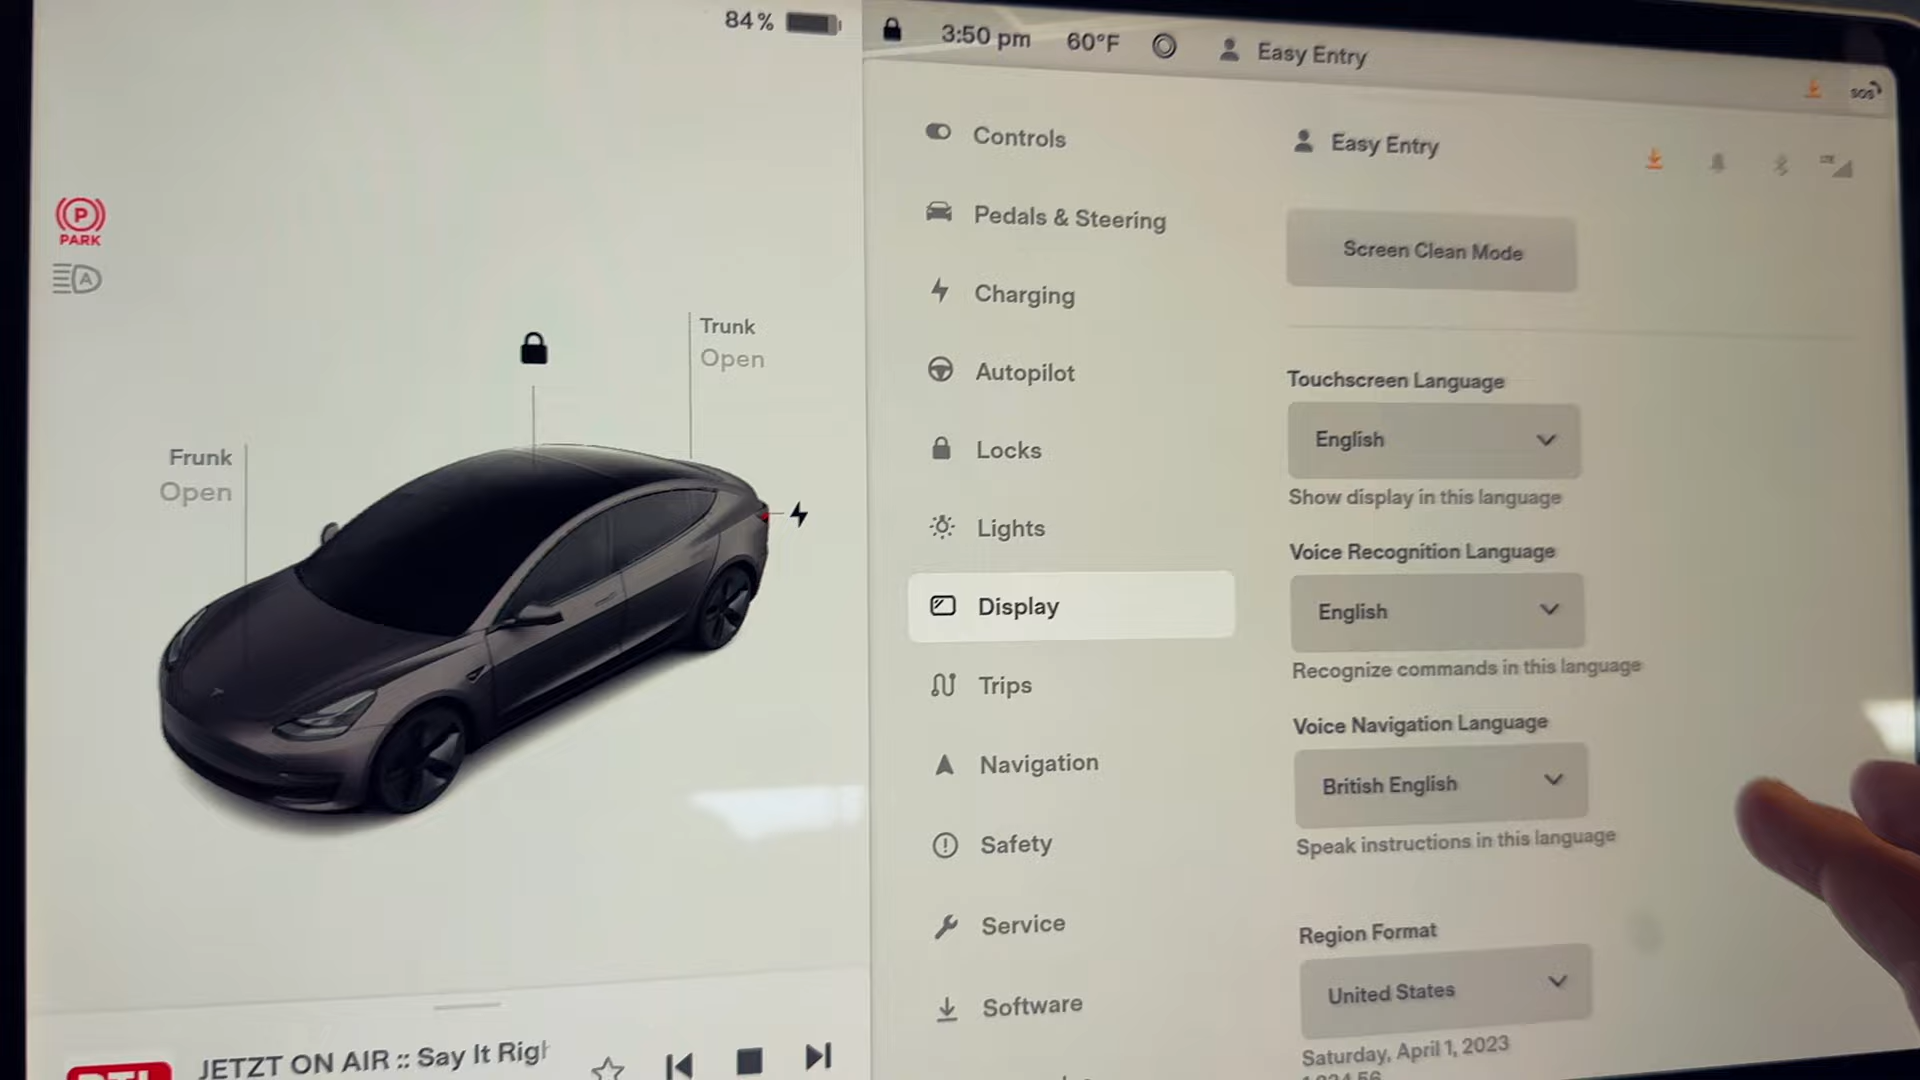 84%
3:50 pm
60°F
Easy Entry
SOS
PARK
A
Trunk
Open
Frunk
Open
Controls
Pedals & Steering
Charging
Autopilot
Locks
Lights
Display
Trips
Navigation
Safety
Service
Software
Easy Entry
LTE
Screen Clean Mode
Touchscreen Language
English
Show display in this language
Voice Recognition Language
English
Recognize commands in this language
Voice Navigation Language
British English
Speak instructions in this language
Region Format
United States
Saturday, April 1, 2023
JETZT ON AIR :: Say It Righ